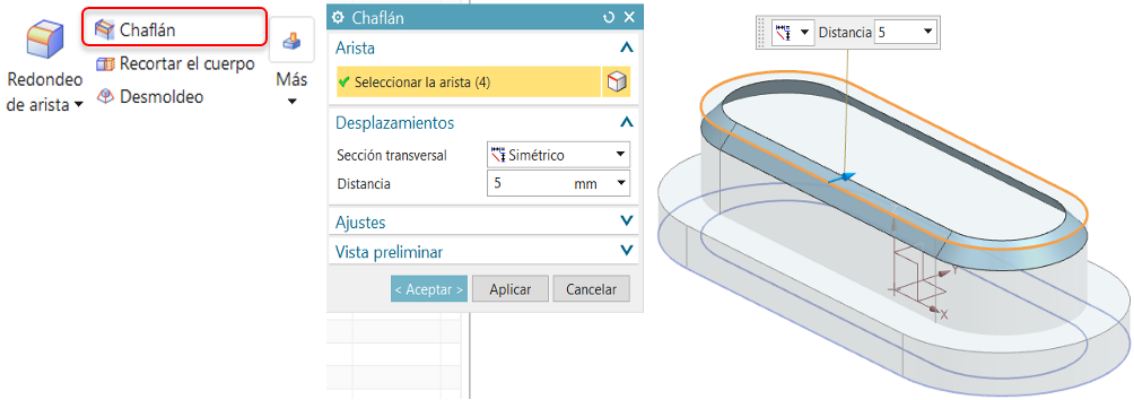 Redondeo
de arista
Chaflán
Recortar el cuerpo
Desmoldeo
Más
Chaflán
Arista
Seleccionar la arista (4)
Desplazamientos
Sección transversal
Simétrico
Distancia
5 mm
Ajustes
Vista preliminar
< Aceptar >
Aplicar
Cancelar
Distancia 5
Y
X